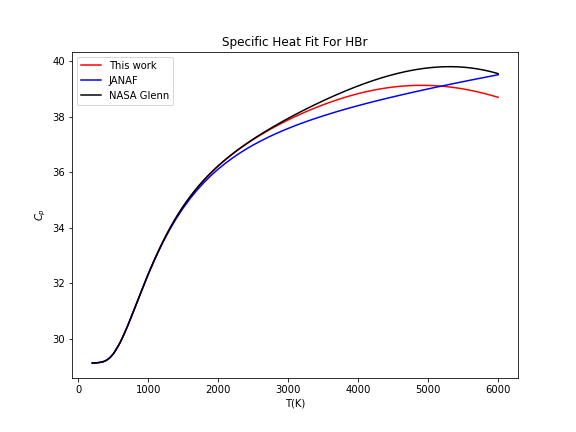 Specific Heat Fit For HBr
This work
JANAF
NASA Glenn
40
38
36
34
32
30
Cp
0 1000 2000 3000 4000 5000 6000
T(K)